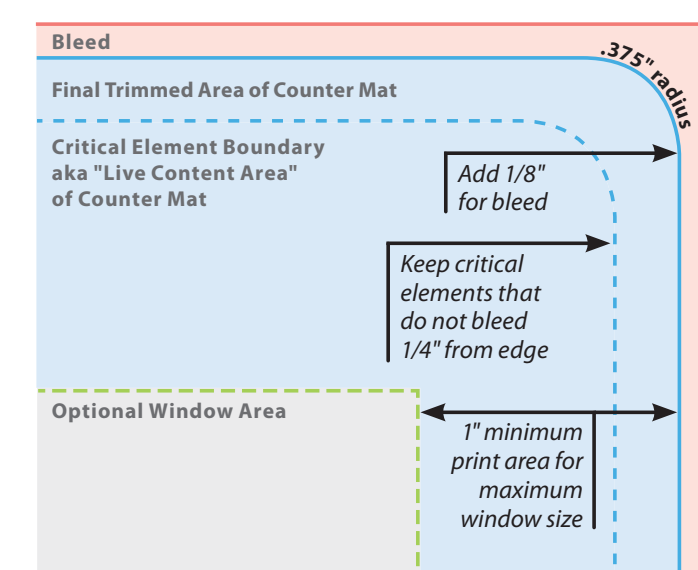 Bleed
.375" radius
Final Trimmed Area of Counter Mat
Critical Element Boundary
aka "Live Content Area"
of Counter Mat
Add 1/8"
for bleed
Keep critical
elements that
do not bleed
1/4" from edge
Optional Window Area
1" minimum
print area for
maximum
window size